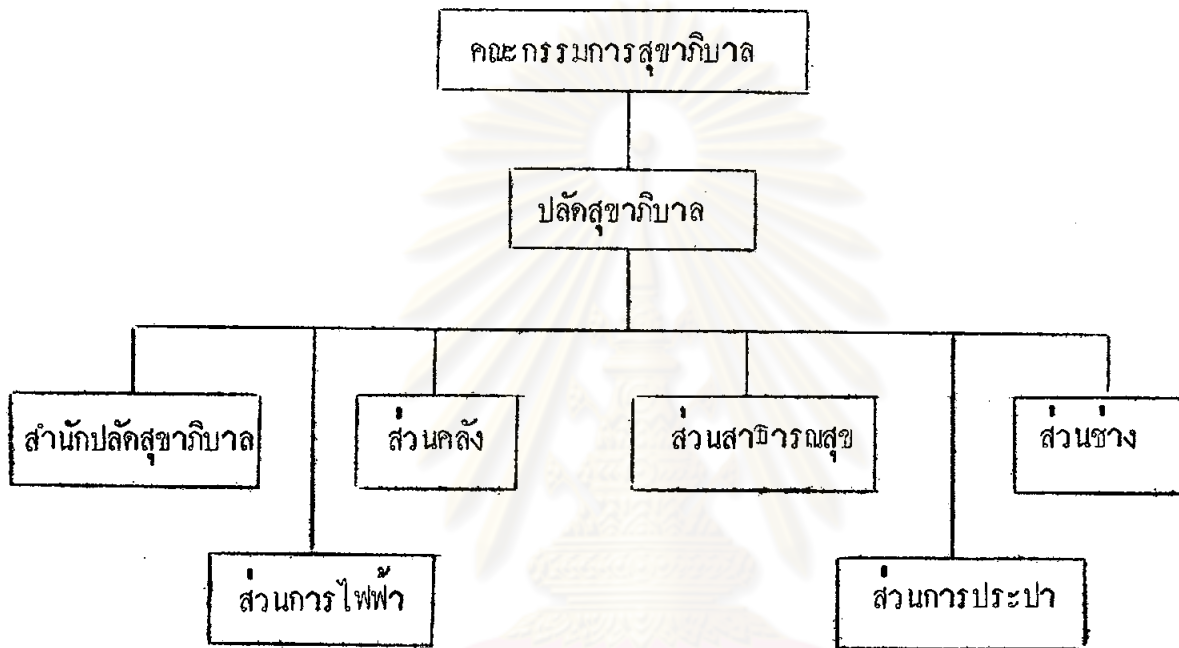 คณะกรรมการสุขาภิบาล
ปลัดสุขาภิบาล
สำนักปลัดสุขาภิบาล
ส่วนคลัง
ส่วนสาธารณสุข
ส่วนช่าง
ส่วนการไฟฟ้า
ส่วนการประปา